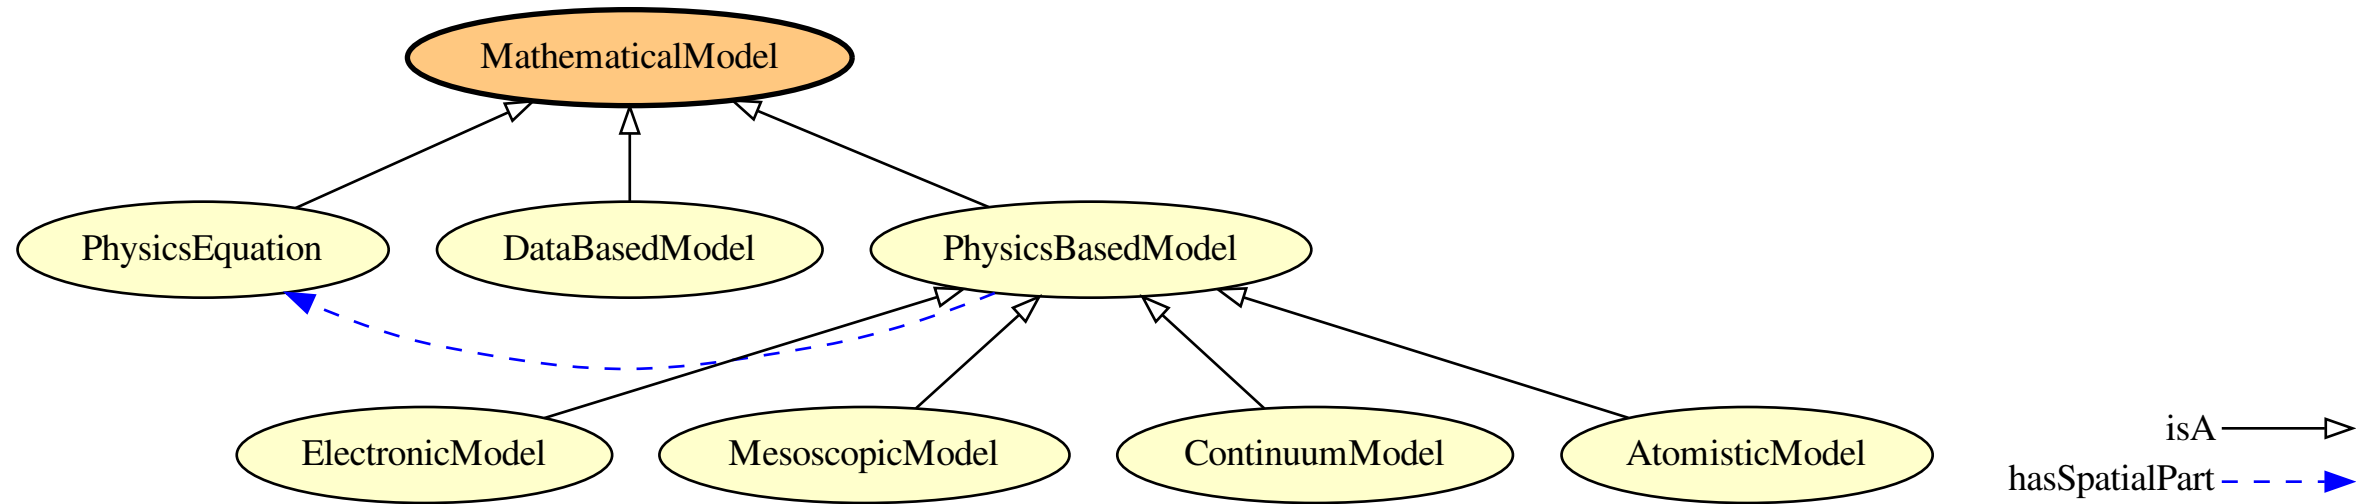 MathematicalModel
PhysicsEquation
DataBasedModel
PhysicsBasedModel
ElectronicModel
MesoscopicModel
ContinuumModel
AtomisticModel
isA
hasSpatialPart